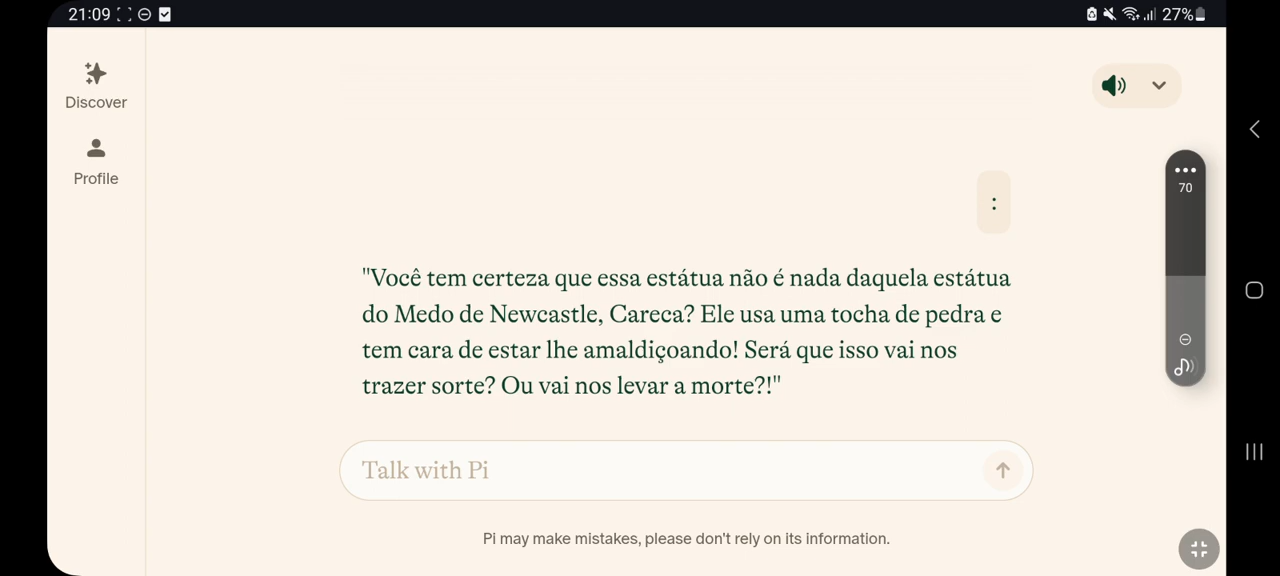 21:09
27%
Discover
Profile
70
:
"Você tem certeza que essa estátua não é nada daquela estátua
do Medo de Newcastle, Careca? Ele usa uma tocha de pedra e
tem cara de estar lhe amaldiçoando! Será que isso vai nos
trazer sorte? Ou vai nos levar a morte?!"
Talk with Pi
Pi may make mistakes, please don't rely on its information.